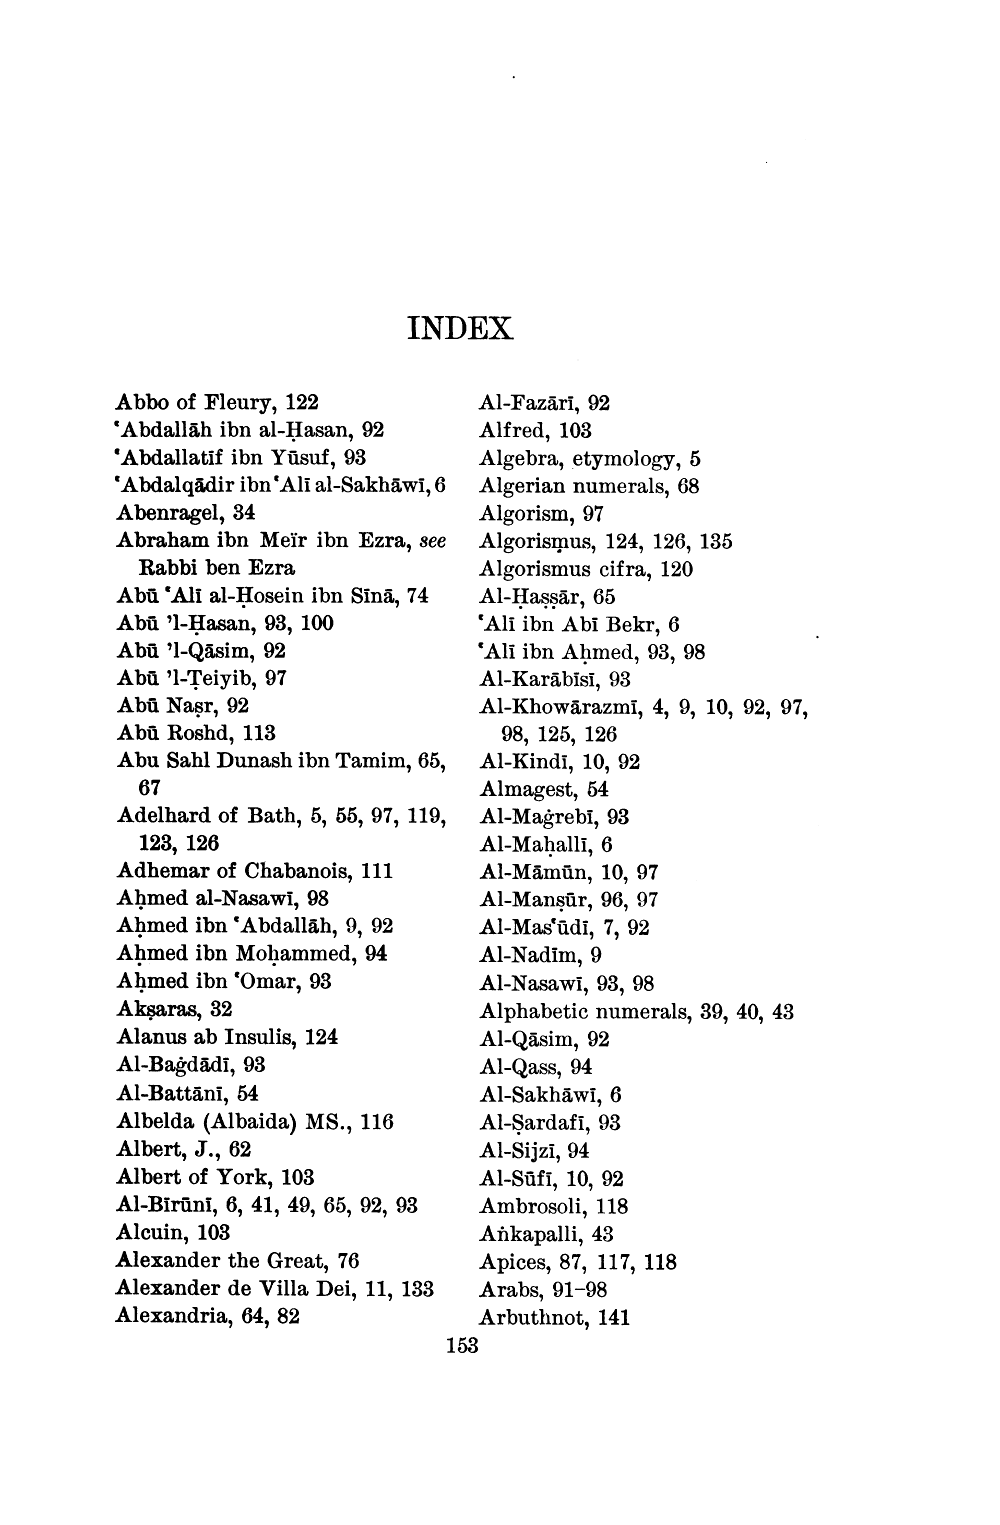 INDEX
Abbo of Fleury, 122
ʿAbdallāh ibn al-Ḥasan, 92
ʿAbdallatīf ibn Yūsuf, 93
ʿAbdalqādir ibn ʿAlī al-Sakhāwī, 6
Abenragel, 34
Abraham ibn Meïr ibn Ezra, see
Rabbi ben Ezra
Abū ʿAlī al-Ḥosein ibn Sīnā, 74
Abū ’l-Ḥasan, 93, 100
Abū ’l-Qāsim, 92
Abū ’l-Ṭeiyib, 97
Abū Naṣr, 92
Abū Roshd, 113
Abu Sahl Dunash ibn Tamim, 65,
67
Adelhard of Bath, 5, 55, 97, 119,
123, 126
Adhemar of Chabanois, 111
Aḥmed al-Nasawī, 98
Aḥmed ibn ʿAbdallāh, 9, 92
Aḥmed ibn Moḥammed, 94
Aḥmed ibn ʿOmar, 93
Akṣaras, 32
Alanus ab Insulis, 124
Al-Baġdādī, 93
Al-Battānī, 54
Albelda (Albaida) MS., 116
Albert, J., 62
Albert of York, 103
Al-Bīrūnī, 6, 41, 49, 65, 92, 93
Alcuin, 103
Alexander the Great, 76
Alexander de Villa Dei, 11, 133
Alexandria, 64, 82
Al-Fazārī, 92
Alfred, 103
Algebra, etymology, 5
Algerian numerals, 68
Algorism, 97
Algorismus, 124, 126, 135
Algorismus cifra, 120
Al-Ḥaṣṣār, 65
ʿAlī ibn Abī Bekr, 6
ʿAlī ibn Aḥmed, 93, 98
Al-Karābīsī, 93
Al-Khowārazmī, 4, 9, 10, 92, 97,
98, 125, 126
Al-Kindī, 10, 92
Almagest, 54
Al-Maġrebī, 93
Al-Maḥallī, 6
Al-Māmūn, 10, 97
Al-Manṣūr, 96, 97
Al-Masʿūdī, 7, 92
Al-Nadīm, 9
Al-Nasawī, 93, 98
Alphabetic numerals, 39, 40, 43
Al-Qāsim, 92
Al-Qass, 94
Al-Sakhāwī, 6
Al-Ṣardafī, 93
Al-Sijzī, 94
Al-Sūfī, 10, 92
Ambrosoli, 118
Aṅkapalli, 43
Apices, 87, 117, 118
Arabs, 91–98
Arbuthnot, 141
153